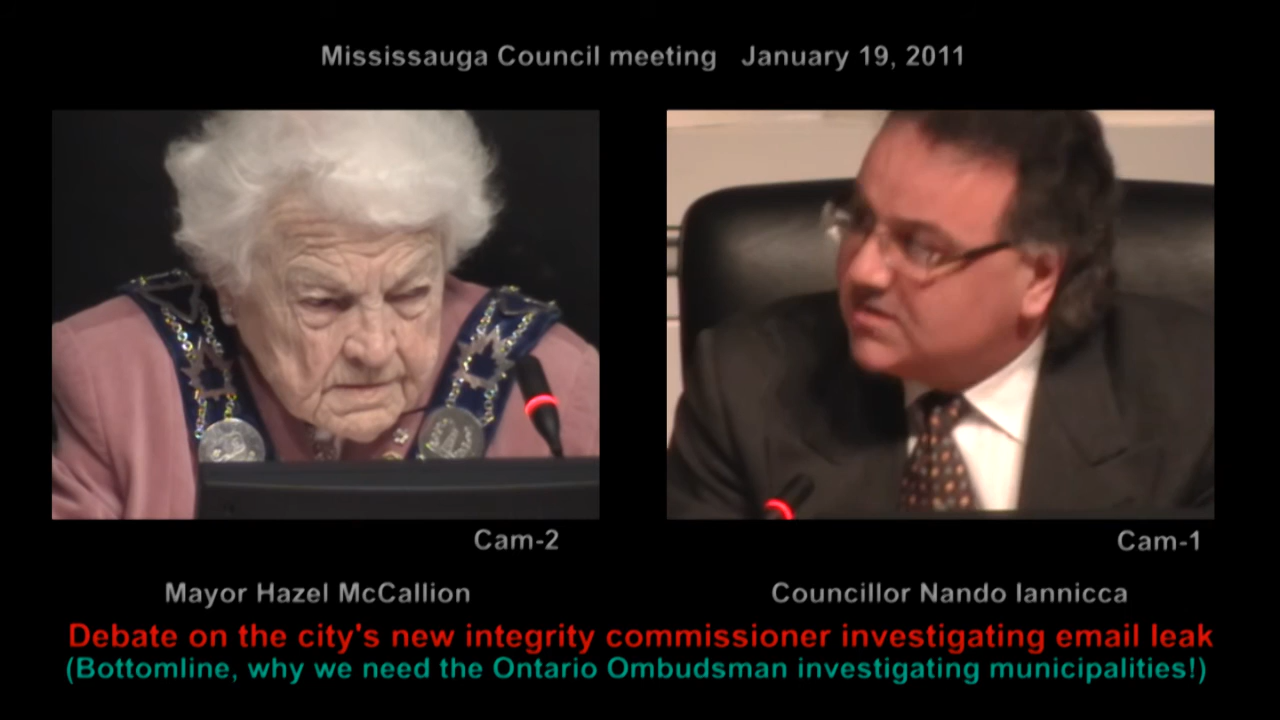 Mississauga Council meeting January 19, 2011
Cam-2
Cam-1
Mayor Hazel McCallion
Councillor Nando Iannicca
Debate on the city's new integrity commissioner investigating email leak
(Bottomline, why we need the Ontario Ombudsman investigating municipalities!)